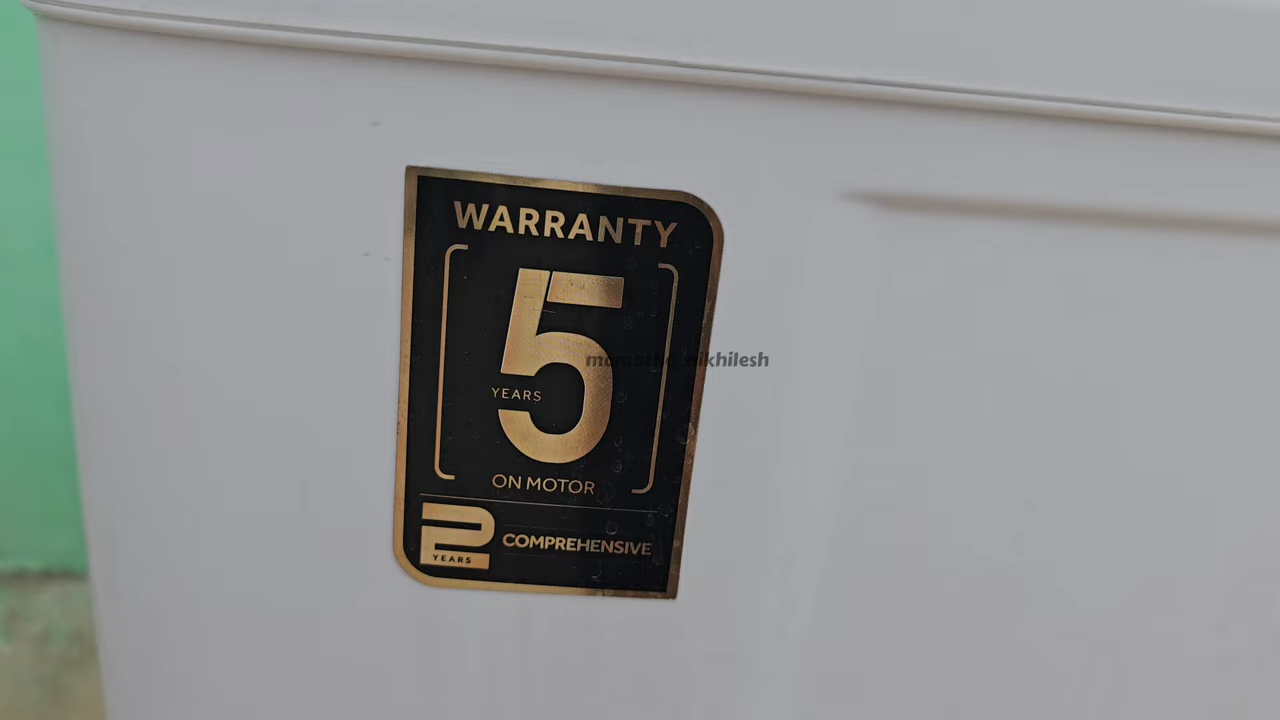 WARRANTY
5
YEARS
ON MOTOR
2
YEARS
COMPREHENSIVE